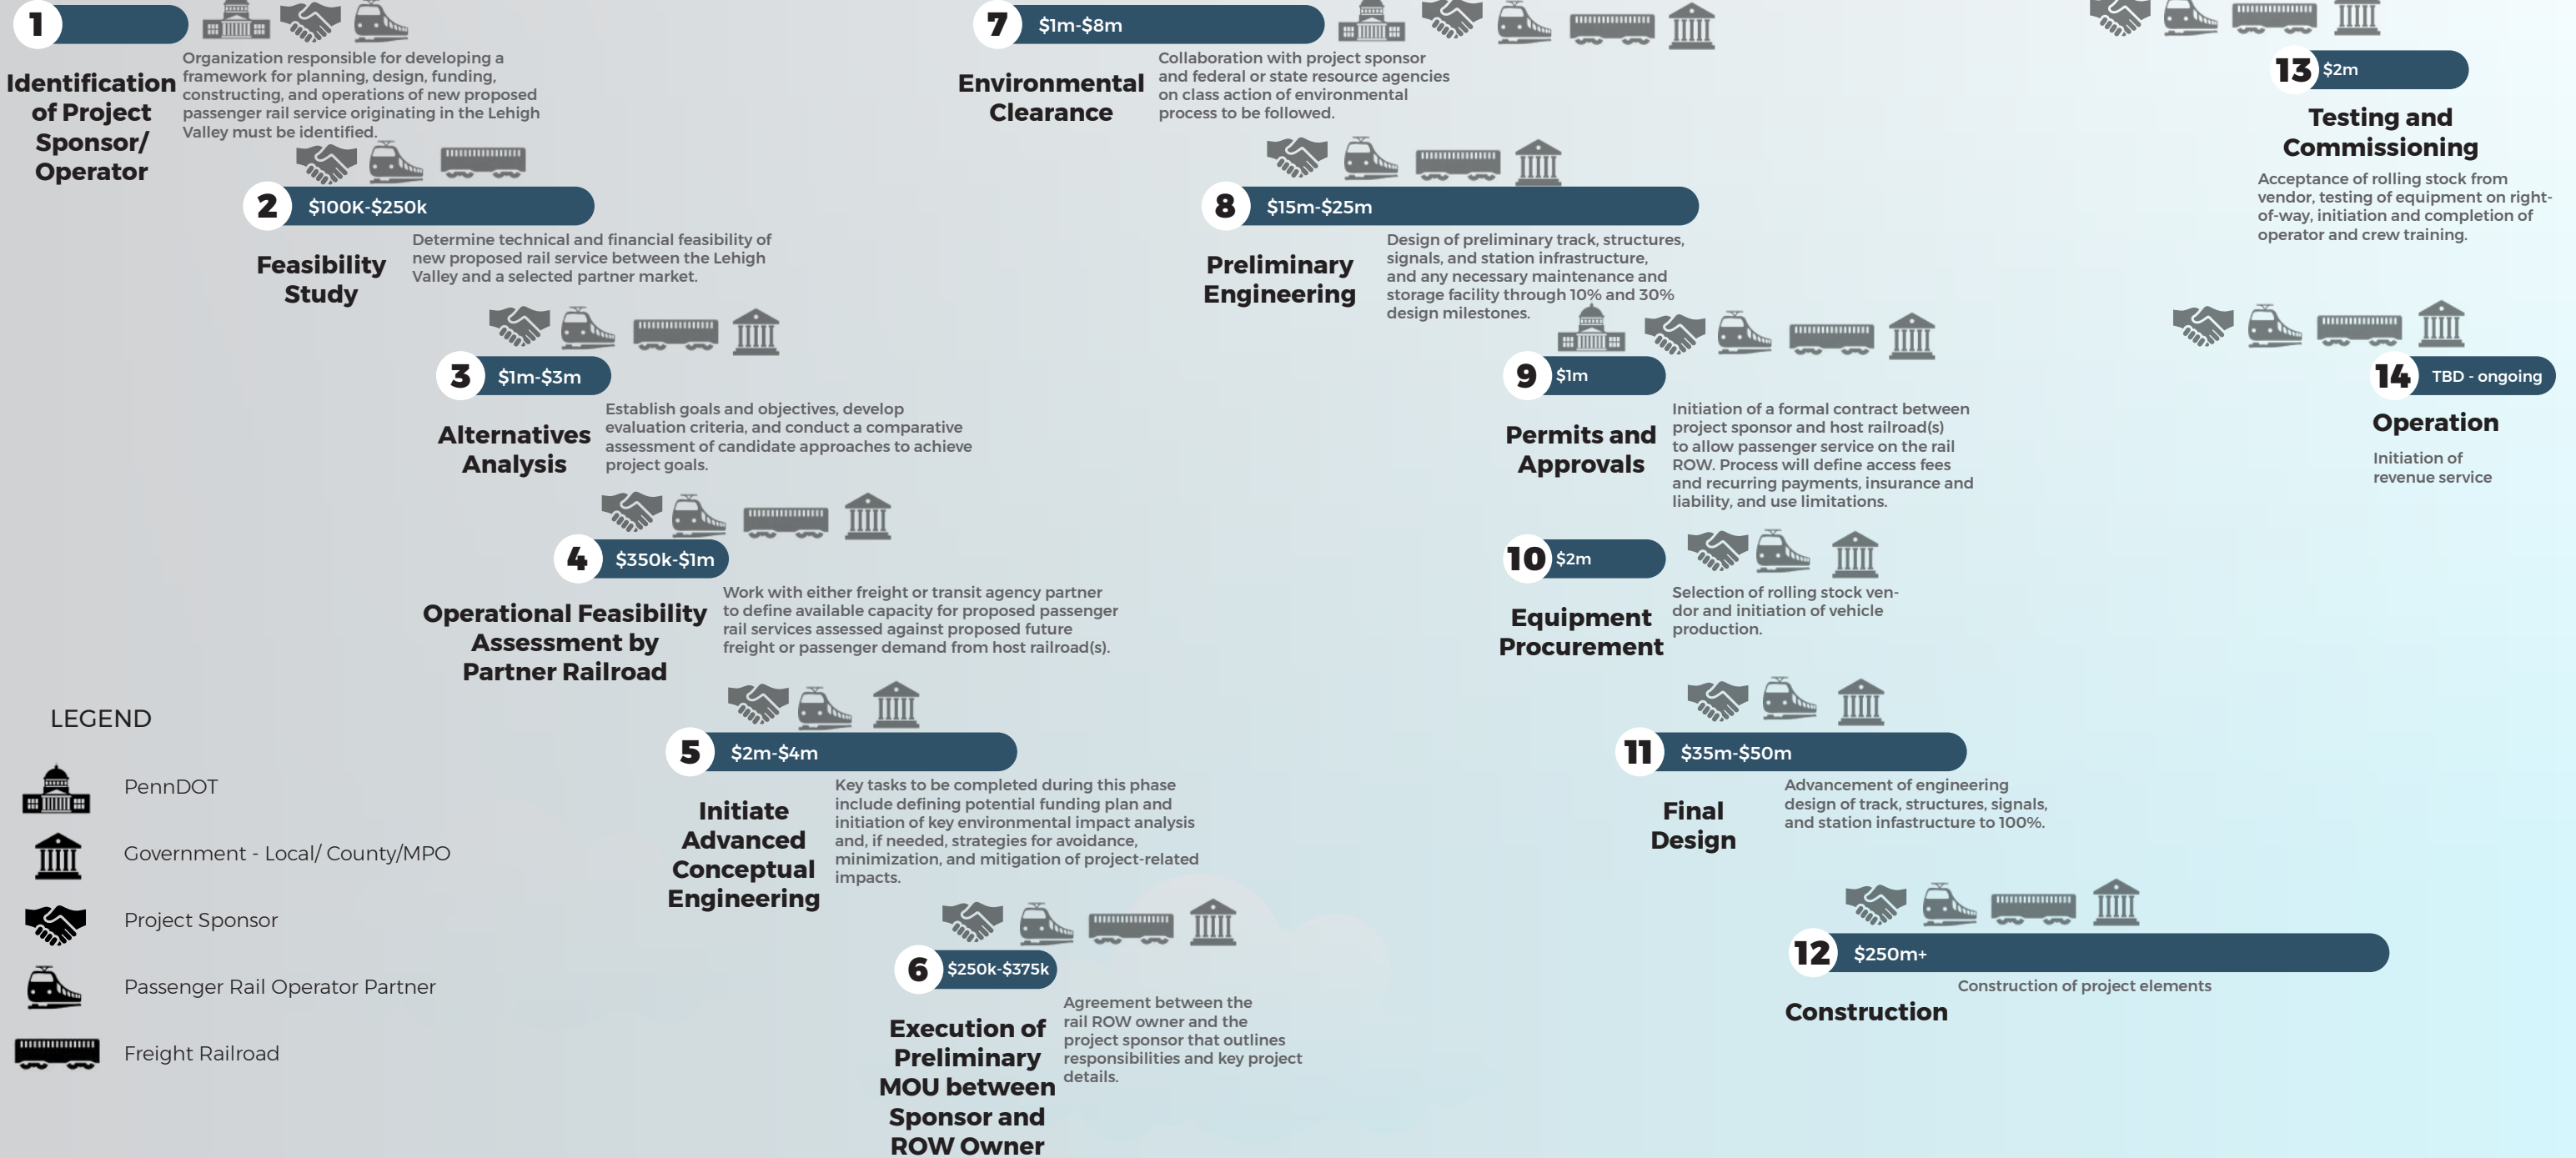 1
Identification
of Project
Sponsor/
Operator
Organization responsible for developing a
framework for planning, design, funding,
constructing, and operations of new proposed
passenger rail service originating in the Lehigh
Valley must be identified.
2
$100K-$250k
Feasibility
Study
Determine technical and financial feasibility of
new proposed rail service between the Lehigh
Valley and a selected partner market.
3
$1m-$3m
Alternatives
Analysis
Establish goals and objectives, develop
evaluation criteria, and conduct a comparative
assessment of candidate approaches to achieve
project goals.
4
$350k-$1m
Operational Feasibility
Assessment by
Partner Railroad
Work with either freight or transit agency partner
to define available capacity for proposed passenger
rail services assessed against proposed future
freight or passenger demand from host railroad(s).
5
$2m-$4m
Initiate
Advanced
Conceptual
Engineering
Key tasks to be completed during this phase
include defining potential funding plan and
initiation of key environmental impact analysis
and, if needed, strategies for avoidance,
minimization, and mitigation of project-related
impacts.
6
$250k-$375k
Execution of
Preliminary
MOU between
Sponsor and
ROW Owner
Agreement between the
rail ROW owner and the
project sponsor that outlines
responsibilities and key project
details.
7
$1m-$8m
Environmental
Clearance
Collaboration with project sponsor
and federal or state resource agencies
on class action of environmental
process to be followed.
8
$15m-$25m
Preliminary
Engineering
Design of preliminary track, structures,
signals, and station infrastructure,
and any necessary maintenance and
storage facility through 10% and 30%
design milestones.
9
$1m
Permits and
Approvals
Initiation of a formal contract between
project sponsor and host railroad(s)
to allow passenger service on the rail
ROW. Process will define access fees
and recurring payments, insurance and
liability, and use limitations.
10
$2m
Equipment
Procurement
Selection of rolling stock ven-
dor and initiation of vehicle
production.
11
$35m-$50m
Final
Design
Advancement of engineering
design of track, structures, signals,
and station infastructure to 100%.
12
$250m+
Construction
Construction of project elements
13
$2m
Testing and
Commissioning
Acceptance of rolling stock from
vendor, testing of equipment on right-
of-way, initiation and completion of
operator and crew training.
14
TBD - ongoing
Operation
Initiation of
revenue service
LEGEND
PennDOT
Government - Local/ County/MPO
Project Sponsor
Passenger Rail Operator Partner
Freight Railroad